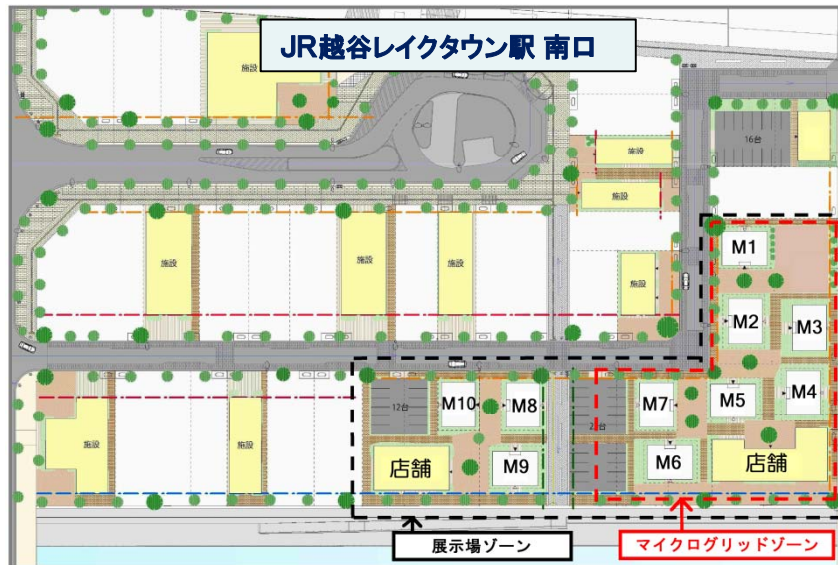 JR越谷レイクタウン駅 南口
施設
16台
施設
施設
M1
施設
施設
施設
施設
M2
M3
M10
M8
M7
M5
M4
12台
M9
M6
店舗
店舗
施設
施設
展示場ゾーン
マイクログリッドゾーン